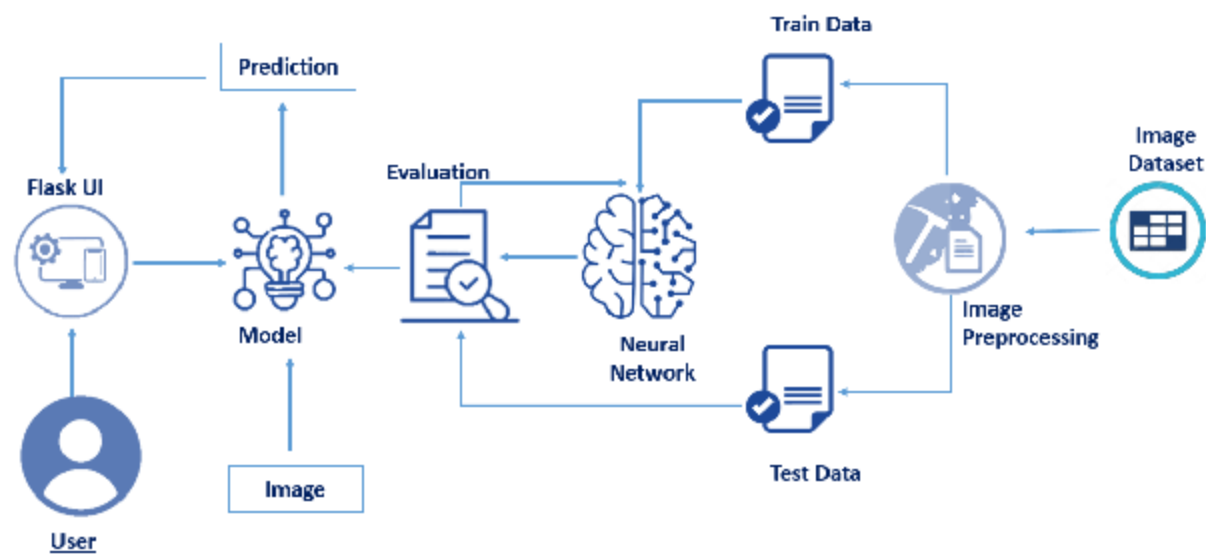 Train Data
Prediction
Image
Dataset
Evaluation
Flask UI
Model
Image
Preprocessing
Neural
Network
Test Data
Image
User